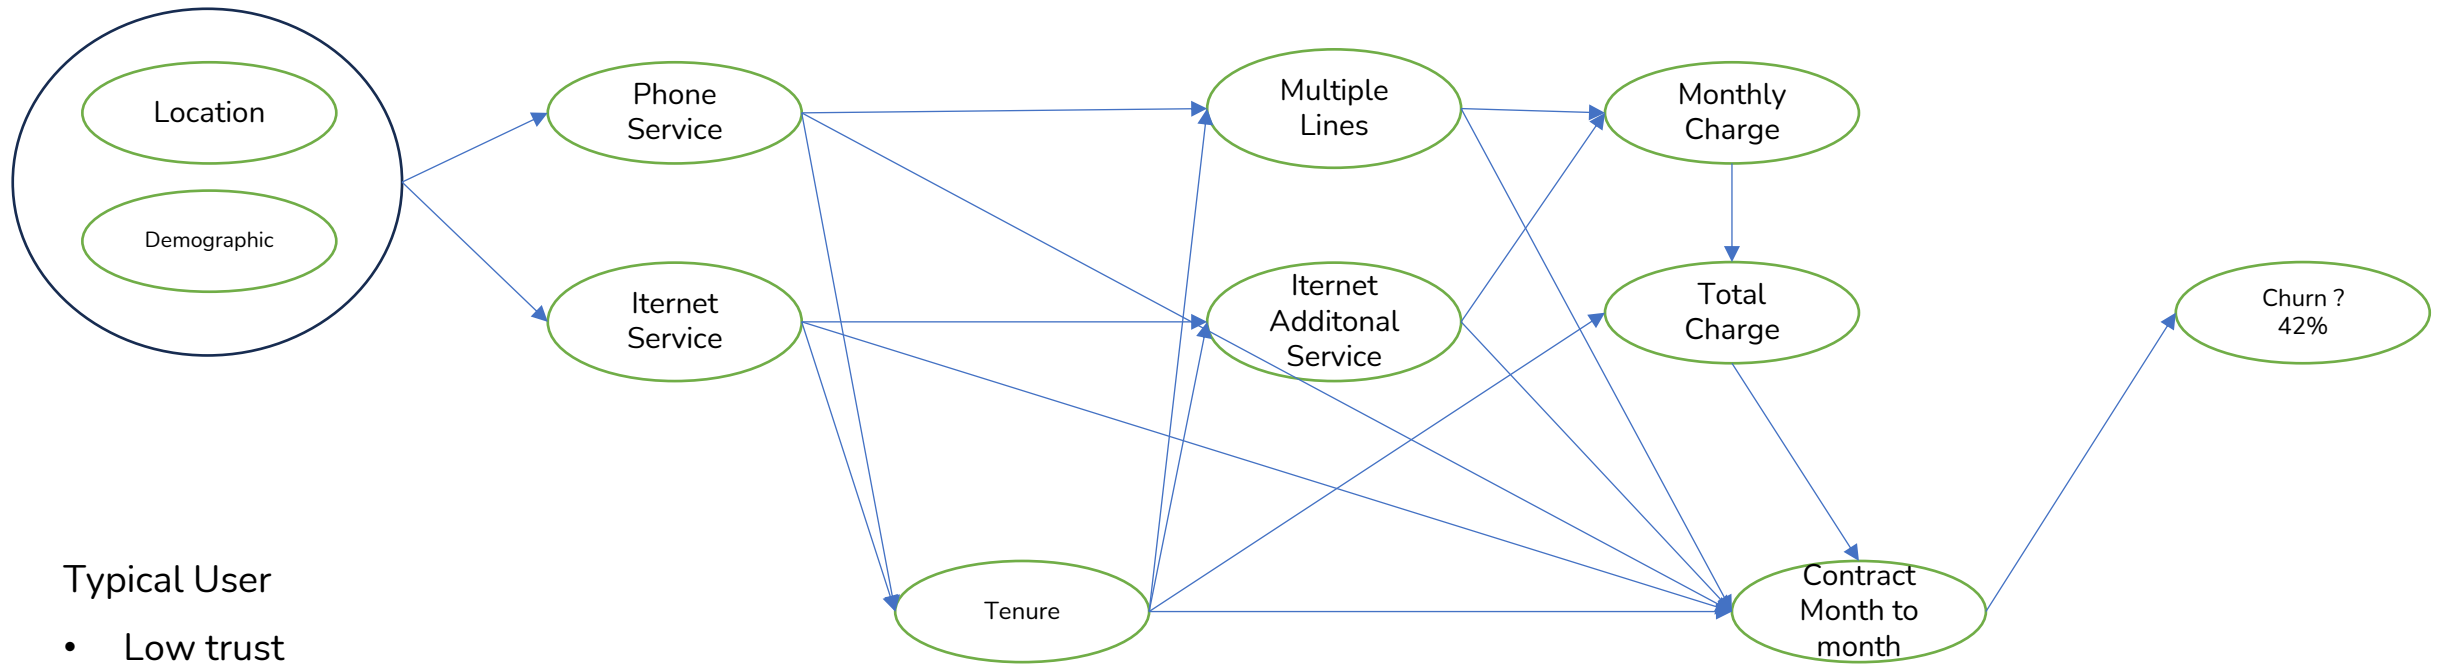 Location
Demographic
Phone
Service
Iternet
Service
Multiple
Lines
Iternet
Additonal
Service
Monthly
Charge
Total
Charge
Churn ?
42%
Tenure
Contract
Month to
month
Typical User
• Low trust